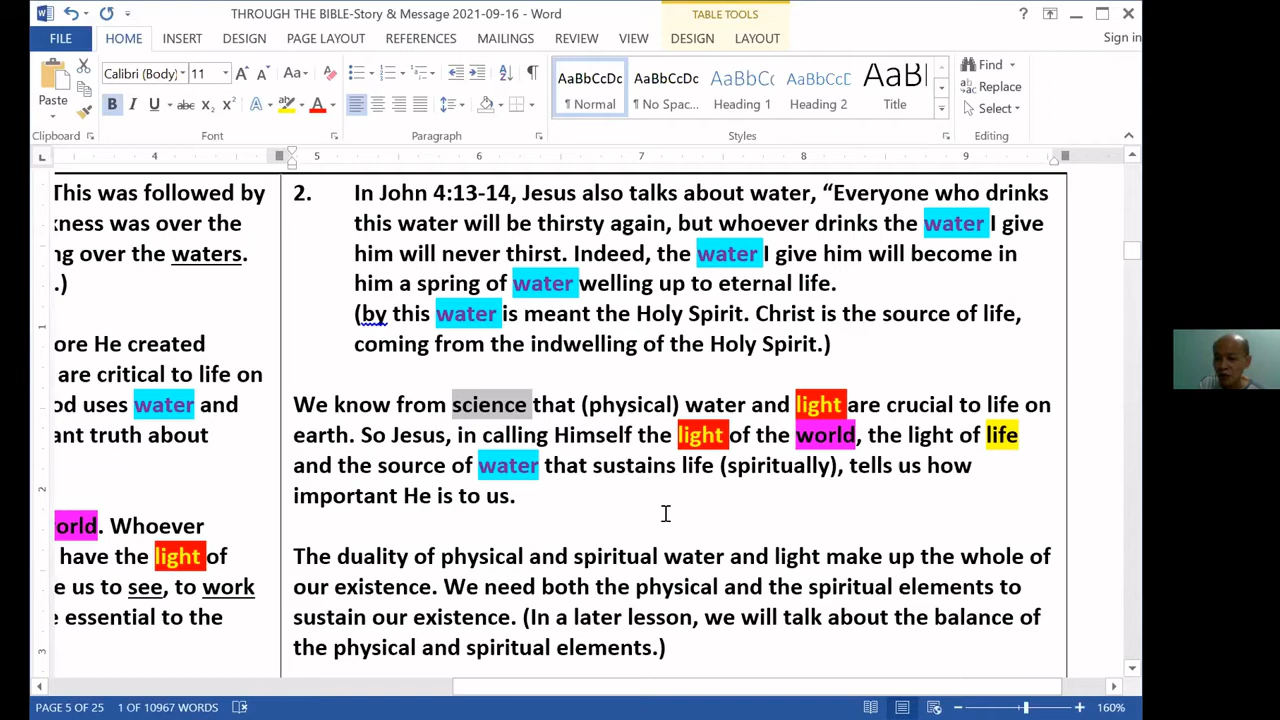 THROUGH THE BIBLE-Story & Message 2021-09-16 - Word
TABLE TOOLS
Sign in
FILE HOME INSERT DESIGN PAGE LAYOUT REFERENCES MAILINGS REVIEW VIEW DESIGN LAYOUT
Calibri (Body) 11
Paste
AaBbCcDc AaBbCcDc AaBbCc AaBbCcDc AaBl
¶ Normal ¶ No Spac... Heading 1 Heading 2 Title
Find
Replace
Select
Clipboard Font Paragraph Styles Editing
4 5 6 7 8 9
This was followed by
kness was over the
ng over the waters.
.)
ore He created
are critical to life on
od uses water and
ant truth about
orld. Whoever
have the light of
e us to see, to work
e essential to the
2. In John 4:13-14, Jesus also talks about water, “Everyone who drinks
this water will be thirsty again, but whoever drinks the water I give
him will never thirst. Indeed, the water I give him will become in
him a spring of water welling up to eternal life.
(by this water is meant the Holy Spirit. Christ is the source of life,
coming from the indwelling of the Holy Spirit.)
We know from science that (physical) water and light are crucial to life on
earth. So Jesus, in calling Himself the light of the world, the light of life
and the source of water that sustains life (spiritually), tells us how
important He is to us.
The duality of physical and spiritual water and light make up the whole of
our existence. We need both the physical and the spiritual elements to
sustain our existence. (In a later lesson, we will talk about the balance of
the physical and spiritual elements.)
1
2
3
PAGE 5 OF 25 1 OF 10967 WORDS 160%